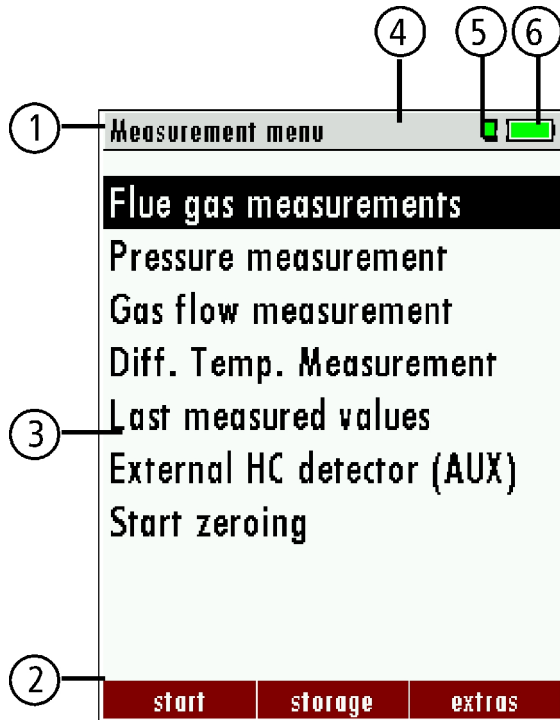 4 5 6
1 Measurement menu
Flue gas measurements
Pressure measurement
Gas flow measurement
Diff. Temp. Measurement
3 Last measured values
External HC detector (AUX)
Start zeroing
2
start storage extras